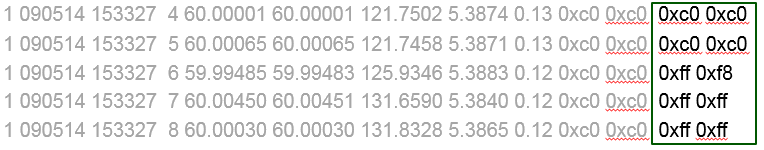 1 090514 153327 4 60.00001 60.00001 121.7502 5.3874 0.13 0xc0 0xc0 0xc0 0xc0
1 090514 153327 5 60.00065 60.00065 121.7458 5.3871 0.13 0xc0 0xc0 0xc0 0xc0
1 090514 153327 6 59.99485 59.99483 125.9346 5.3883 0.12 0xc0 0xc0 0xff 0xf8
1 090514 153327 7 60.00450 60.00451 131.6590 5.3840 0.12 0xc0 0xc0 0xff 0xff
1 090514 153327 8 60.00030 60.00030 131.8328 5.3865 0.12 0xc0 0xc0 0xff 0xff